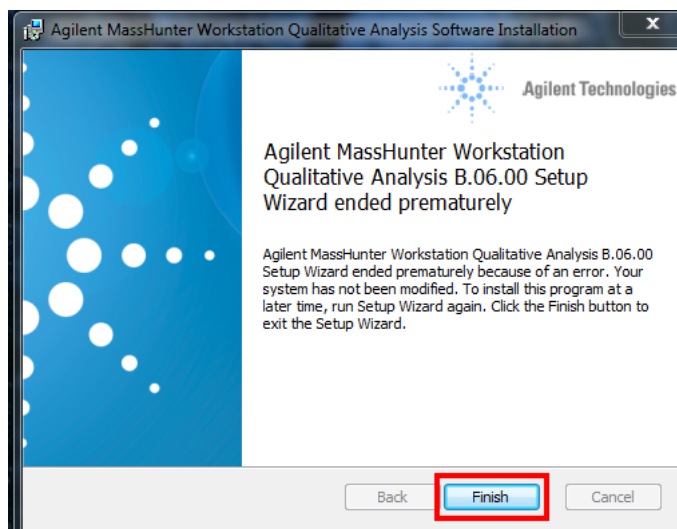 Agilent MassHunter Workstation Qualitative Analysis Software Installation
x
Agilent Technologies
Agilent MassHunter Workstation
Qualitative Analysis B.06.00 Setup
Wizard ended prematurely
Agilent MassHunter Workstation Qualitative Analysis B.06.00
Setup Wizard ended prematurely because of an error. Your
system has not been modified. To install this program at a
later time, run Setup Wizard again. Click the Finish button to
exit the Setup Wizard.
Back
Finish
Cancel